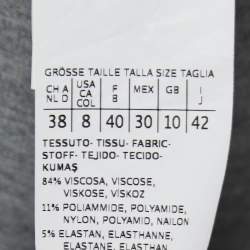 GRÖSSE TAILLE TALLA SIZE TAGLIA
CH A NL D USA CA COL F B MEX GB I J
38 8 40 30 10 42
TESSUTO- TISSU- FABRIC-
STOFF- TEJIDO- TECIDO-
KUMAŞ
84% VISCOSA, VISCOSE,
VISKOSE, VİSKOZ
11% POLIAMMIDE, POLYAMIDE,
NYLON, POLYAMID, NAILON
5% ELASTAN, ELASTHANNE,
ELASTANE, ELASTHAN,